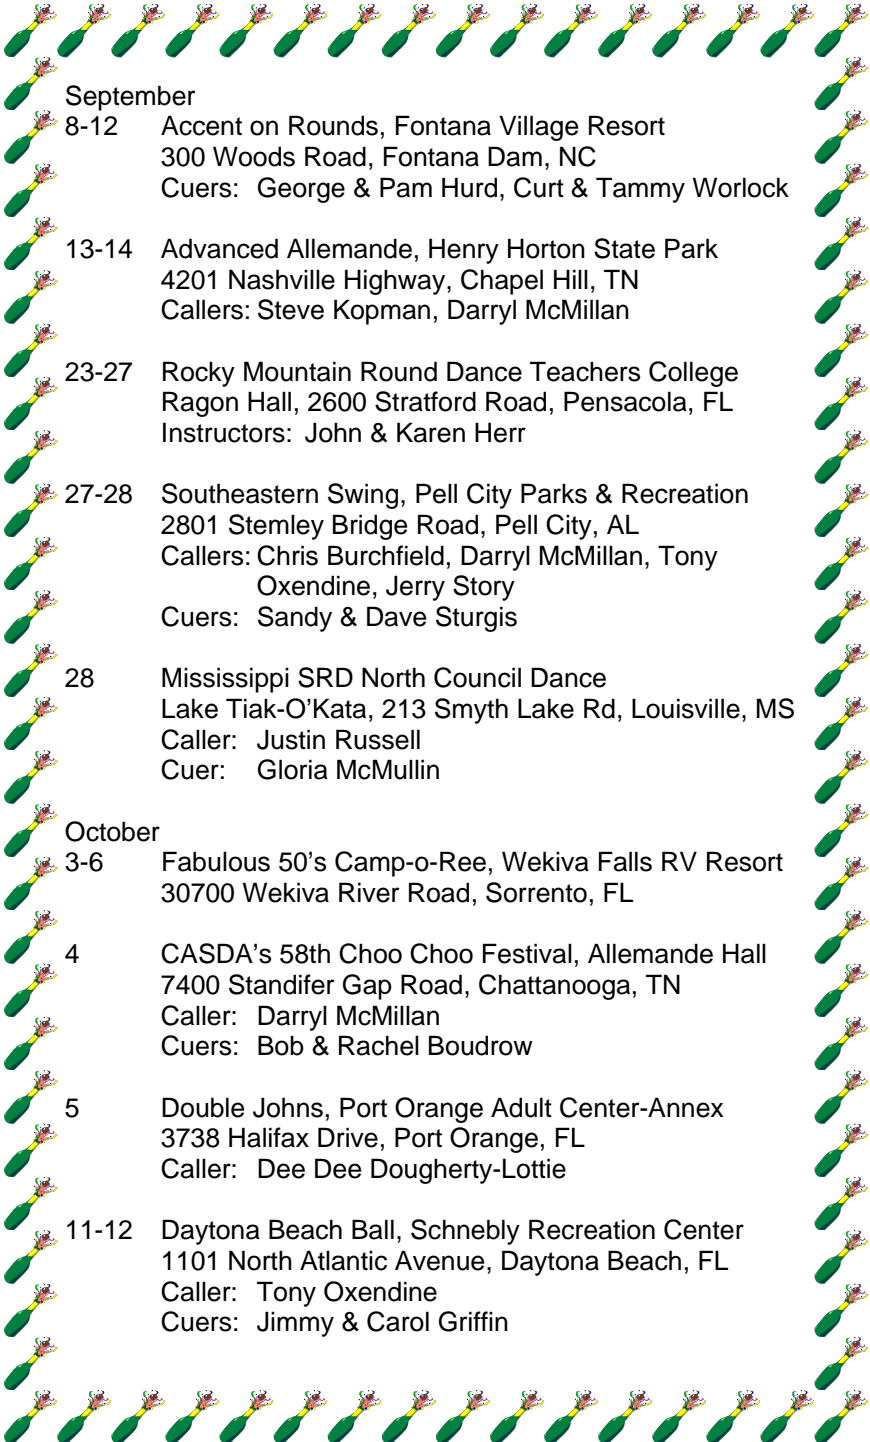 September
8-12 Accent on Rounds, Fontana Village Resort
300 Woods Road, Fontana Dam, NC
Cuers: George & Pam Hurd, Curt & Tammy Worlock
13-14 Advanced Allemande, Henry Horton State Park
4201 Nashville Highway, Chapel Hill, TN
Callers: Steve Kopman, Darryl McMillan
23-27 Rocky Mountain Round Dance Teachers College
Ragon Hall, 2600 Stratford Road, Pensacola, FL
Instructors: John & Karen Herr
27-28 Southeastern Swing, Pell City Parks & Recreation
2801 Stemley Bridge Road, Pell City, AL
Callers: Chris Burchfield, Darryl McMillan, Tony
Oxendine, Jerry Story
Cuers: Sandy & Dave Sturgis
28 Mississippi SRD North Council Dance
Lake Tiak-O’Kata, 213 Smyth Lake Rd, Louisville, MS
Caller: Justin Russell
Cuer: Gloria McMullin
October
3-6 Fabulous 50’s Camp-o-Ree, Wekiva Falls RV Resort
30700 Wekiva River Road, Sorrento, FL
4 CASDA’s 58th Choo Choo Festival, Allemande Hall
7400 Standifer Gap Road, Chattanooga, TN
Caller: Darryl McMillan
Cuers: Bob & Rachel Boudrow
5 Double Johns, Port Orange Adult Center-Annex
3738 Halifax Drive, Port Orange, FL
Caller: Dee Dee Dougherty-Lottie
11-12 Daytona Beach Ball, Schnebly Recreation Center
1101 North Atlantic Avenue, Daytona Beach, FL
Caller: Tony Oxendine
Cuers: Jimmy & Carol Griffin